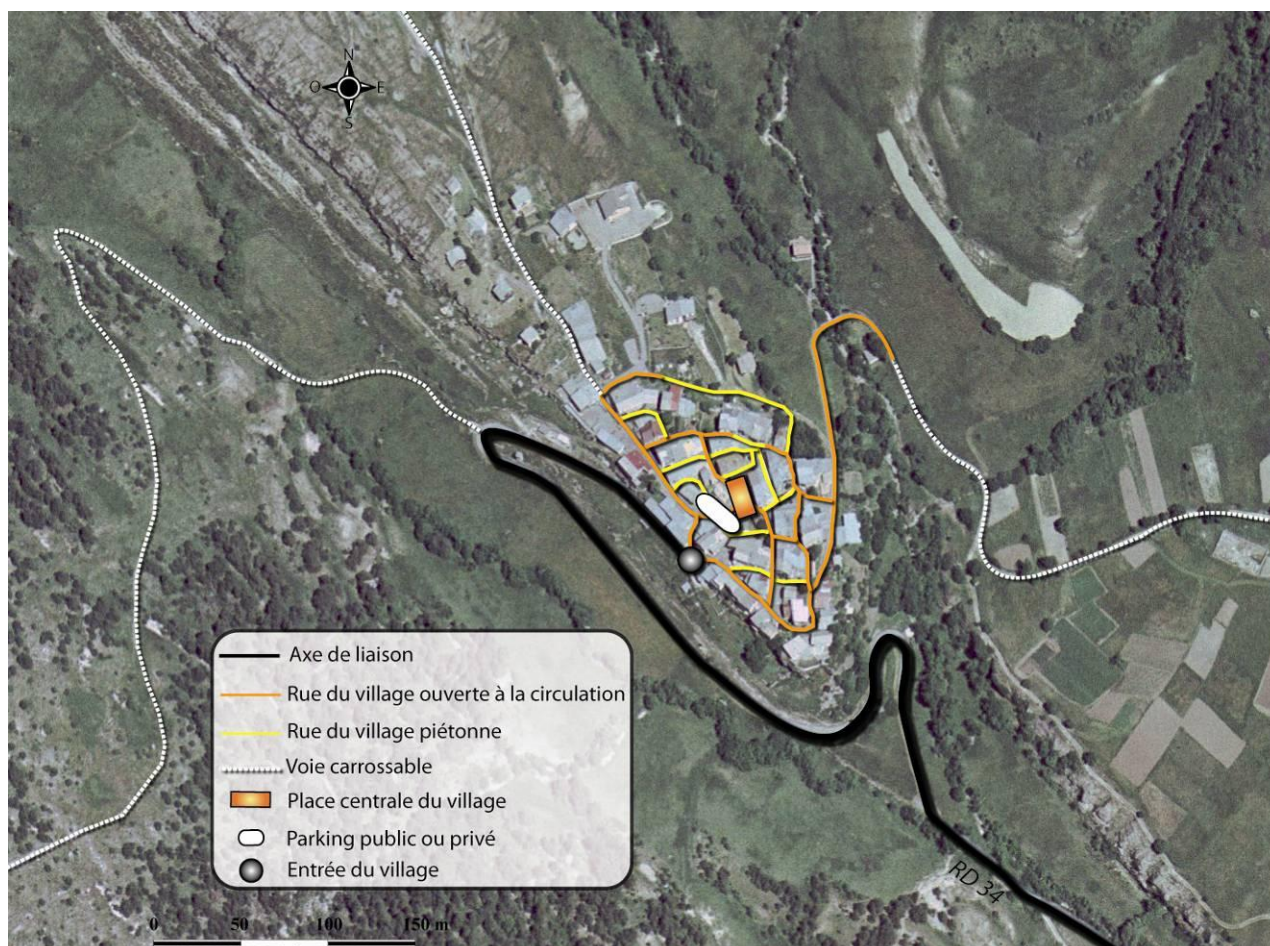 N
O
E
S
Axe de liaison
Rue du village ouverte à la circulation
Rue du village piétonne
Voie carrossable
Place centrale du village
Parking public ou privé
Entrée du village
RD 34
0 50 100 150 m